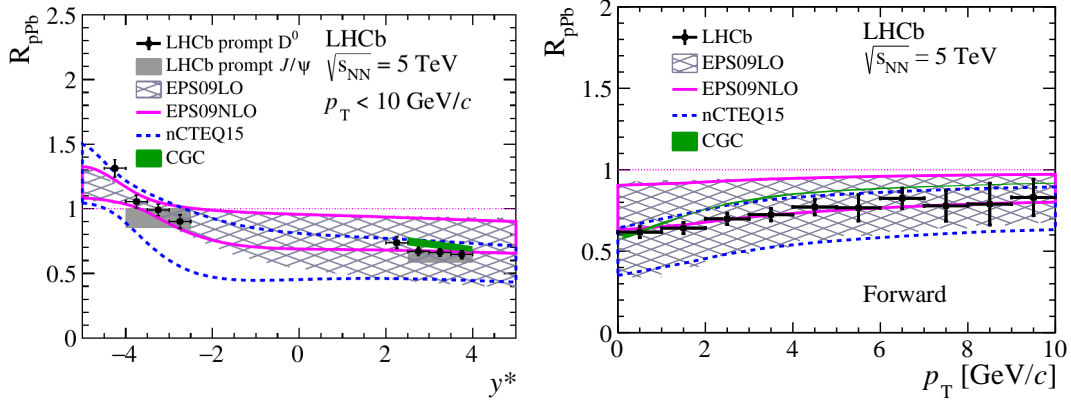 R_pPb
2.5
2
1.5
1
0.5
0
LHCb prompt D⁰
LHCb prompt J/ψ
EPS09LO
EPS09NLO
nCTEQ15
CGC
LHCb
√s_NN = 5 TeV
p_T < 10 GeV/c
−4 −2 0 2 4
y*
R_pPb
2
1.5
1
0.5
0
LHCb
EPS09LO
EPS09NLO
nCTEQ15
CGC
LHCb
√s_NN = 5 TeV
Forward
0 2 4 6 8 10
p_T [GeV/c]